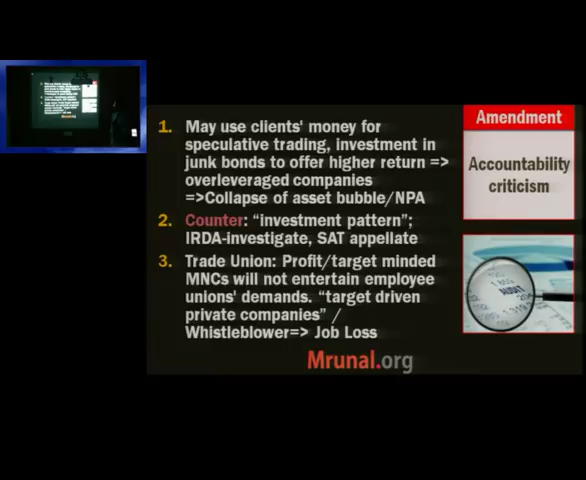 1. May use clients' money for
speculative trading, investment in
junk bonds to offer higher return =>
overleveraged companies
=>Collapse of asset bubble/NPA
2. Counter: “investment pattern”;
IRDA-investigate, SAT appellate
3. Trade Union: Profit/target minded
MNCs will not entertain employee
unions' demands. “target driven
private companies” /
Whistleblower=> Job Loss
Mrunal.org
Amendment
Accountability
criticism
AUDIT